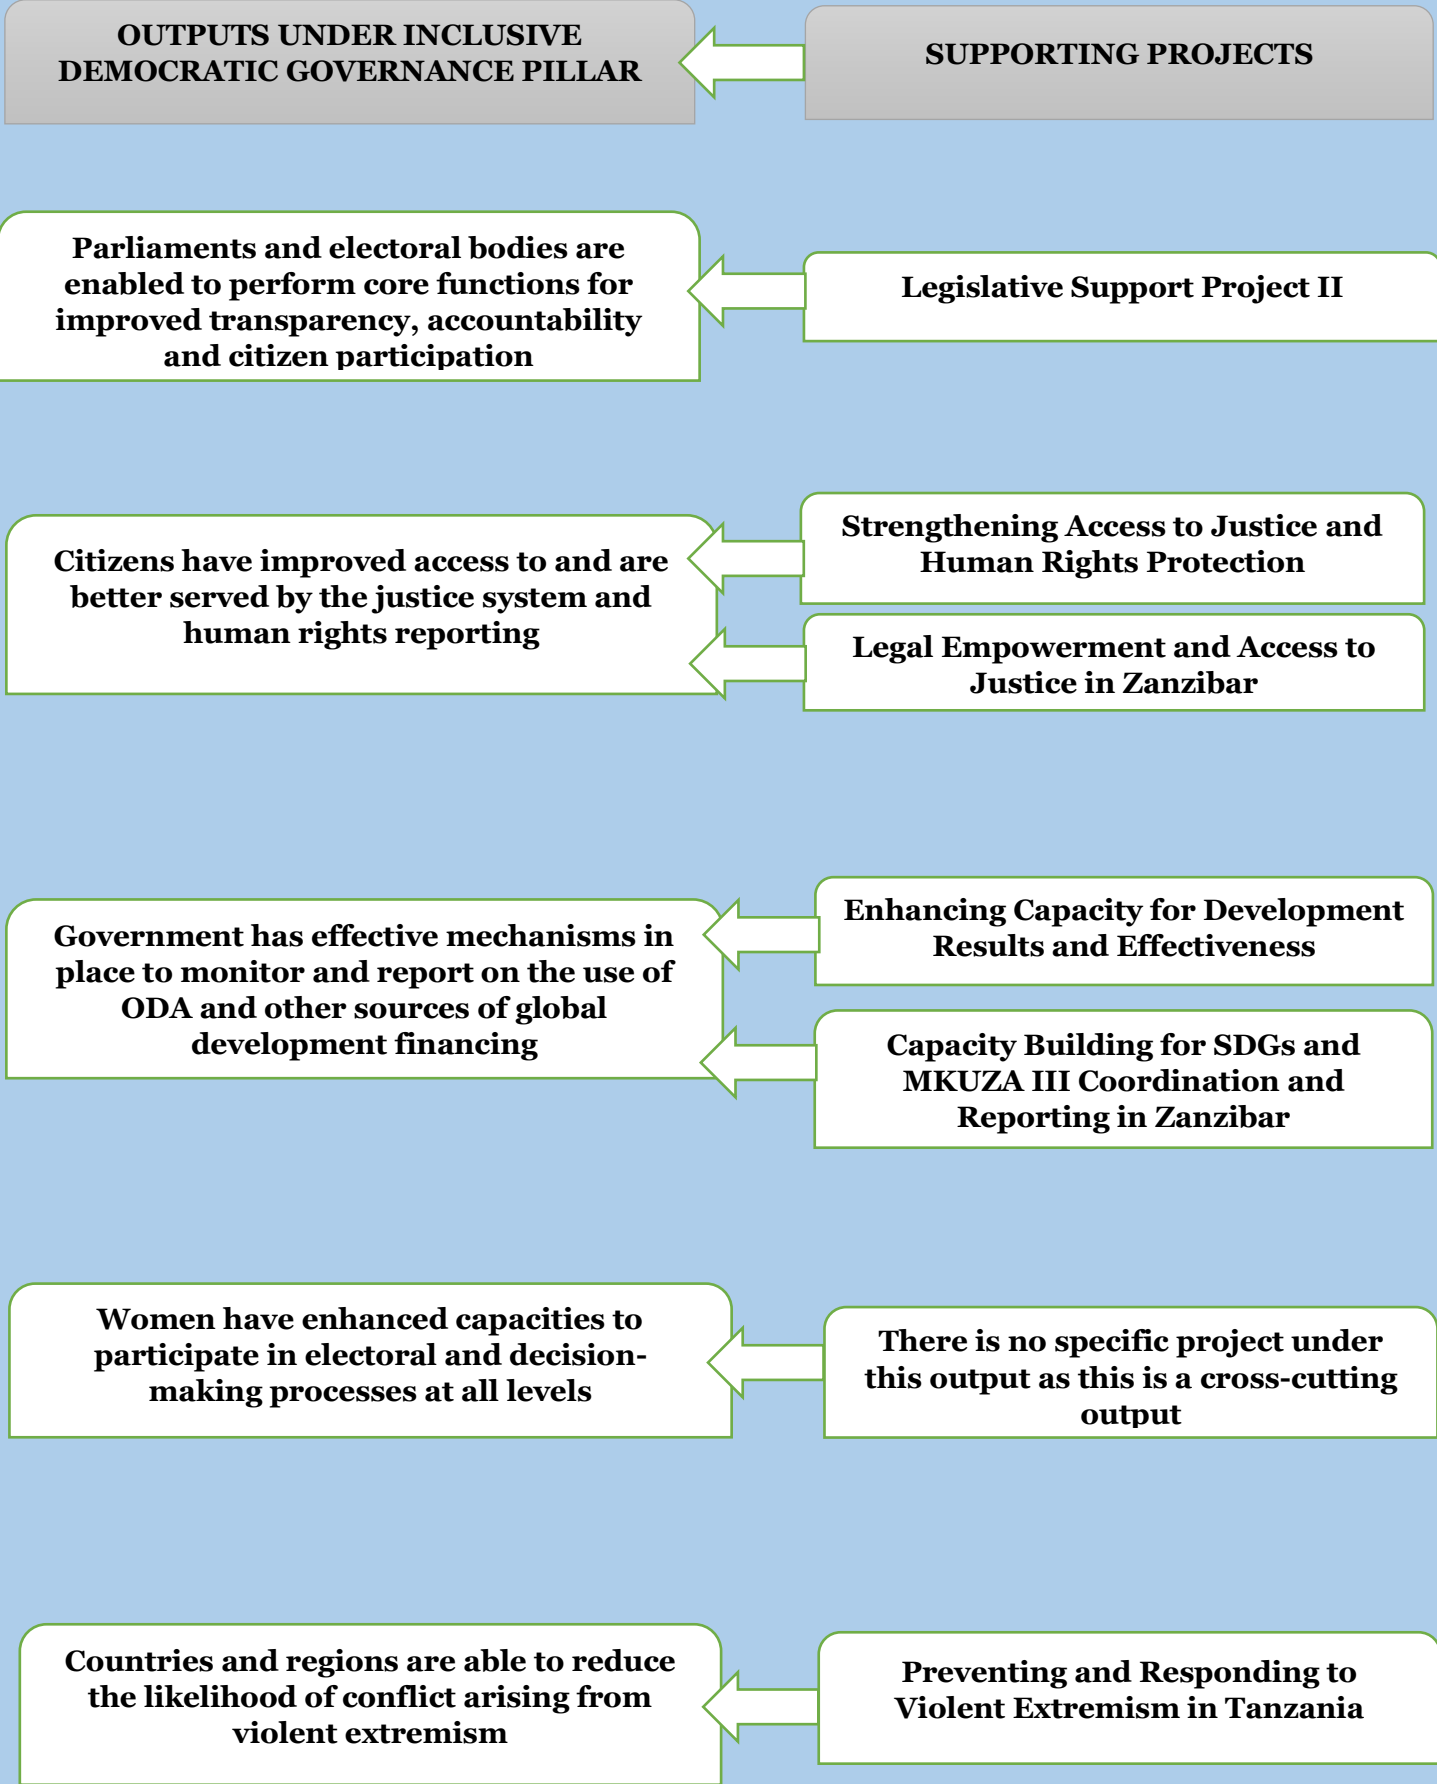 OUTPUTS UNDER INCLUSIVE
DEMOCRATIC GOVERNANCE PILLAR
SUPPORTING PROJECTS
Parliaments and electoral bodies are
enabled to perform core functions for
improved transparency, accountability
and citizen participation
Legislative Support Project II
Citizens have improved access to and are
better served by the justice system and
human rights reporting
Strengthening Access to Justice and
Human Rights Protection
Legal Empowerment and Access to
Justice in Zanzibar
Government has effective mechanisms in
place to monitor and report on the use of
ODA and other sources of global
development financing
Enhancing Capacity for Development
Results and Effectiveness
Capacity Building for SDGs and
MKUZA III Coordination and
Reporting in Zanzibar
Women have enhanced capacities to
participate in electoral and decision-
making processes at all levels
There is no specific project under
this output as this is a cross-cutting
output
Countries and regions are able to reduce
the likelihood of conflict arising from
violent extremism
Preventing and Responding to
Violent Extremism in Tanzania